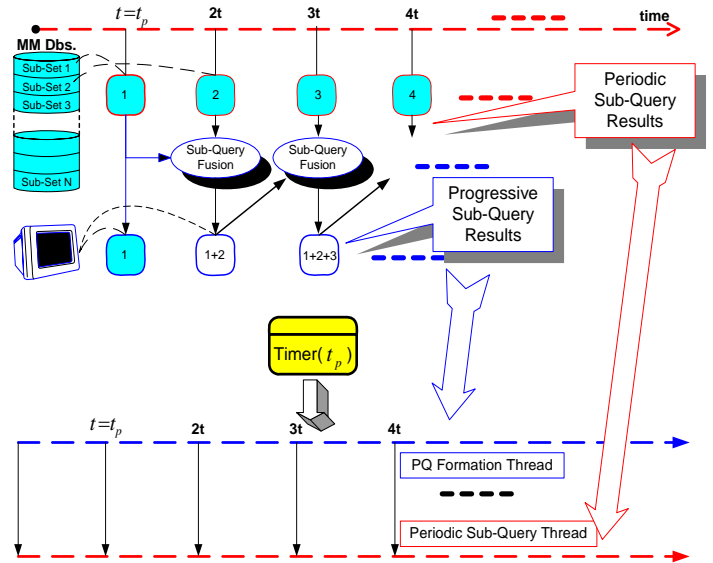 t=tp 2t 3t 4t time
MM Dbs.
Sub-Set 1
Sub-Set 2
Sub-Set 3
Sub-Set N
1
2
3
4
Periodic
Sub-Query
Results
Sub-Query
Fusion
Sub-Query
Fusion
Progressive
Sub-Query
Results
1
1+2
1+2+3
Timer(tp)
t=tp 2t 3t 4t
PQ Formation Thread
Periodic Sub-Query Thread